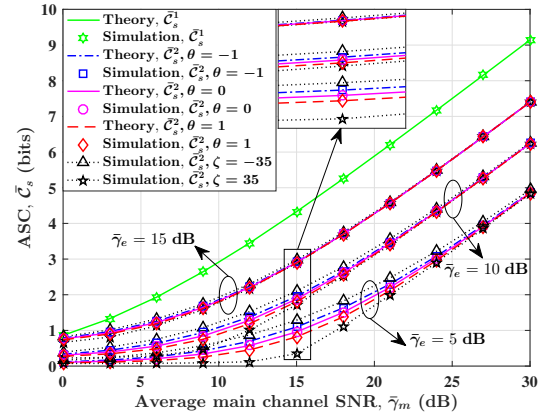 10
9
8
7
6
5
4
3
2
1
0
ASC, C̄ₛ (bits)
Theory, C̄ₛ¹
Simulation, C̄ₛ¹
Theory, C̄ₛ², θ = −1
Simulation, C̄ₛ², θ = −1
Theory, C̄ₛ², θ = 0
Simulation, C̄ₛ², θ = 0
Theory, C̄ₛ², θ = 1
Simulation, C̄ₛ², θ = 1
Simulation, C̄ₛ², ζ = −35
Simulation, C̄ₛ², ζ = 35
γ̄ₑ = 15 dB
γ̄ₑ = 10 dB
γ̄ₑ = 5 dB
0 5 10 15 20 25 30
Average main channel SNR, γ̄ₘ (dB)